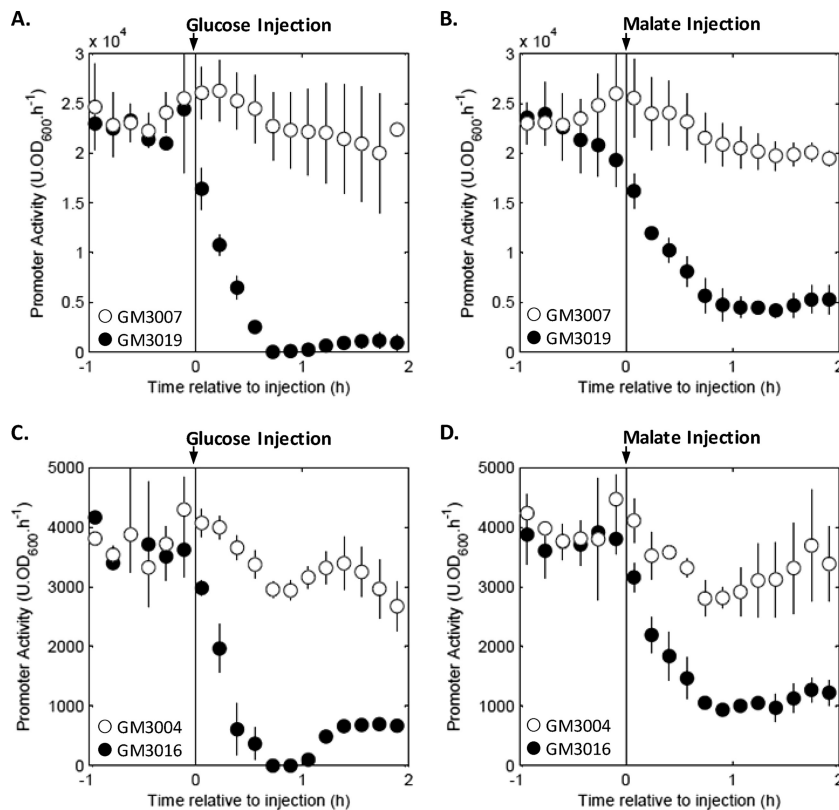 A.
Glucose Injection
x 10⁴
3
2.5
2
1.5
1
0.5
0
Promoter Activity (U.OD₆₀₀.h⁻¹)
GM3007
GM3019
-1 0 1 2
Time relative to injection (h)
B.
Malate Injection
x 10⁴
3
2.5
2
1.5
1
0.5
0
Promoter Activity (U.OD₆₀₀.h⁻¹)
GM3007
GM3019
-1 0 1 2
Time relative to injection (h)
C.
Glucose Injection
5000
4000
3000
2000
1000
0
Promoter Activity (U.OD₆₀₀.h⁻¹)
GM3004
GM3016
-1 0 1 2
Time relative to injection (h)
D.
Malate Injection
5000
4000
3000
2000
1000
0
Promoter Activity (U.OD₆₀₀.h⁻¹)
GM3004
GM3016
-1 0 1 2
Time relative to injection (h)